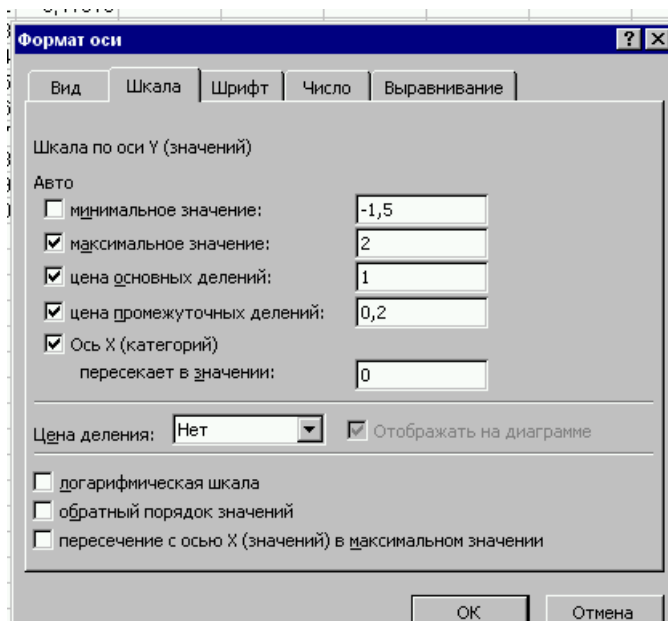 Формат оси
Вид Шкала Шрифт Число Выравнивание
Шкала по оси Y (значений)
Авто
минимальное значение: -1,5
максимальное значение: 2
цена основных делений: 1
цена промежуточных делений: 0,2
Ось X (категорий)
пересекает в значении: 0
Цена деления: Нет Отображать на диаграмме
логарифмическая шкала
обратный порядок значений
пересечение с осью X (значений) в максимальном значении
OK Отмена